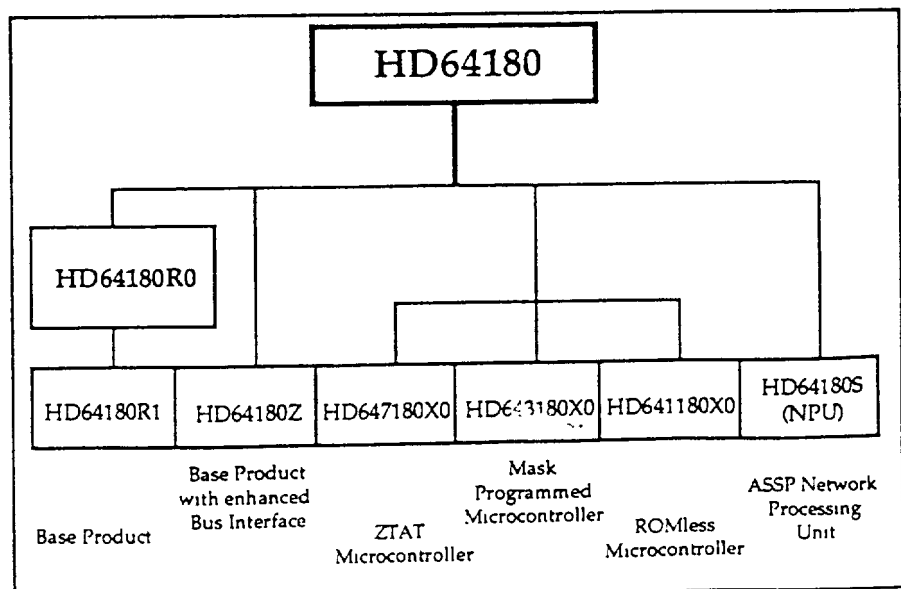 HD64180
HD64180R0
HD64180R1
HD64180Z
HD647180X0
HD643180X0
HD641180X0
HD64180S
(NPU)
Base Product
Base Product
with enhanced
Bus Interface
ZTAT
Microcontroller
Mask
Programmed
Microcontroller
ROMless
Microcontroller
ASSP Network
Processing
Unit